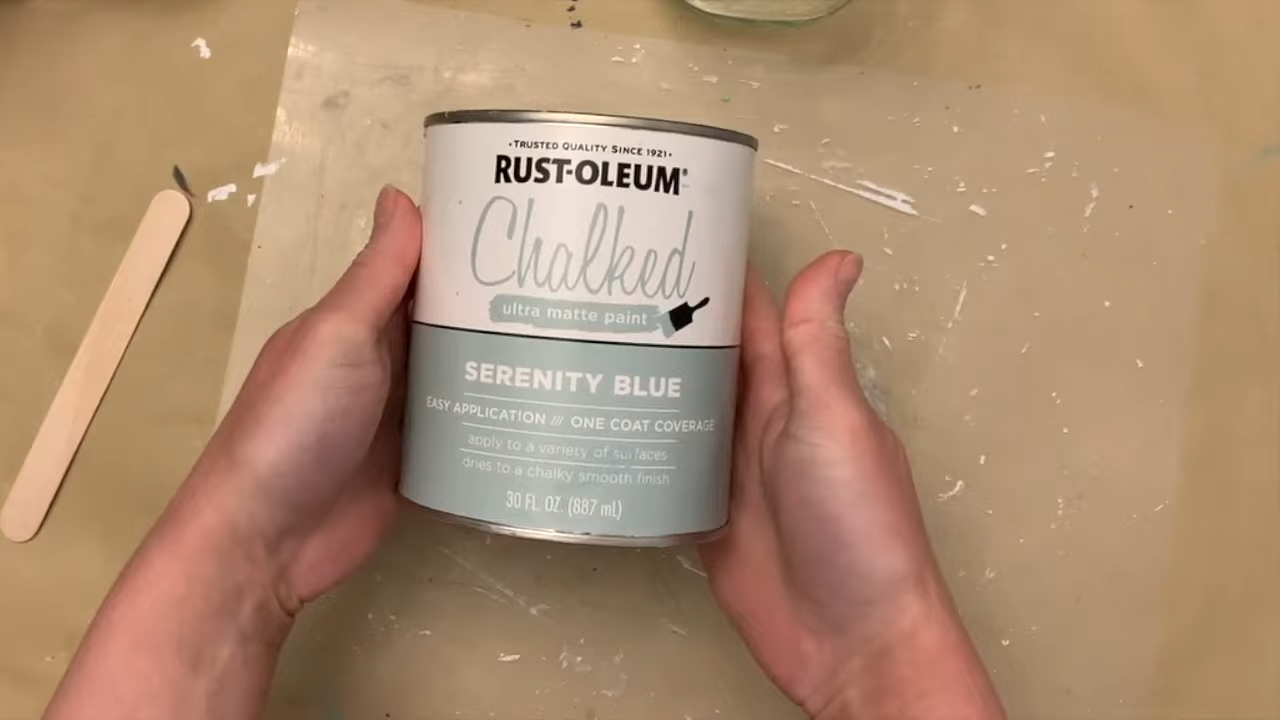 •TRUSTED QUALITY SINCE 1921•
RUST-OLEUM®
Chalked
ultra matte paint
SERENITY BLUE
EASY APPLICATION /// ONE COAT COVERAGE
apply to a variety of surfaces
dries to a chalky smooth finish
30 FL. OZ. (887 mL)